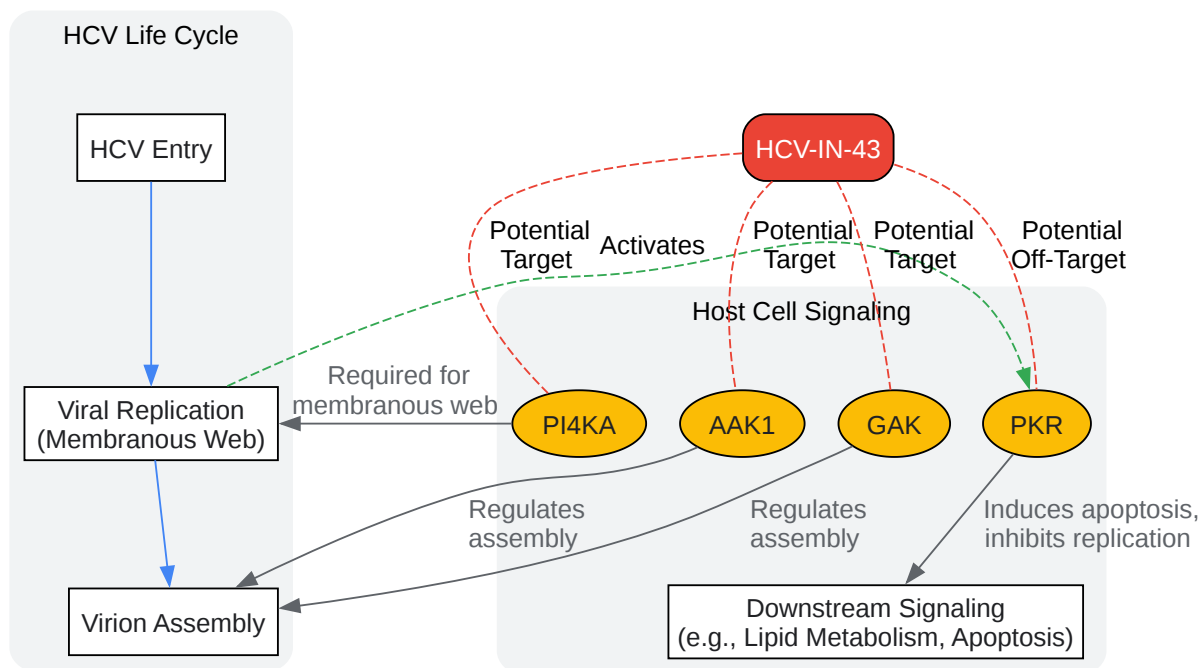 HCV Life Cycle
HCV Entry
HCV-IN-43
Potential
Target
Activates
Potential
Target
Potential
Target
Potential
Off-Target
Host Cell Signaling
Required for
membranous web
Viral Replication
(Membranous Web)
PI4KA
AAK1
GAK
PKR
Regulates
assembly
Regulates
assembly
Induces apoptosis,
inhibits replication
Virion Assembly
Downstream Signaling
(e.g., Lipid Metabolism, Apoptosis)